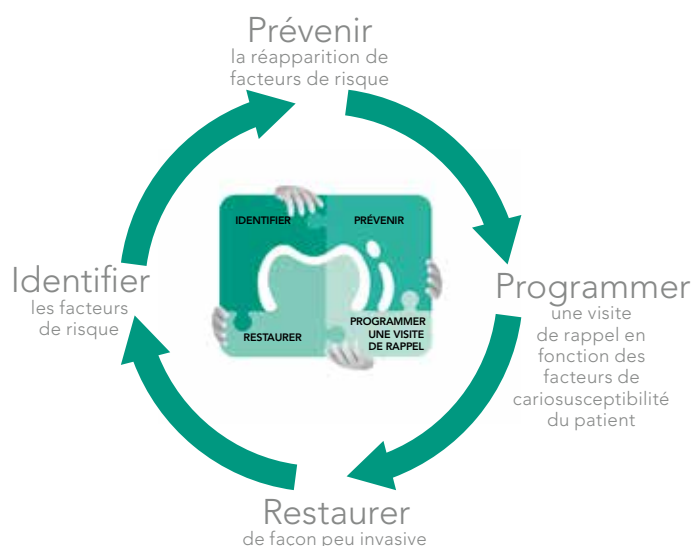 Prévenir
la réapparition de
facteurs de risque
IDENTIFIER
PRÉVENIR
Identifier
les facteurs
de risque
Programmer
une visite
de rappel en
fonction des
facteurs de
cariosusceptibilité
du patient
RESTAURER
PROGRAMMER
UNE VISITE
DE RAPPEL
Restaurer
de façon peu invasive